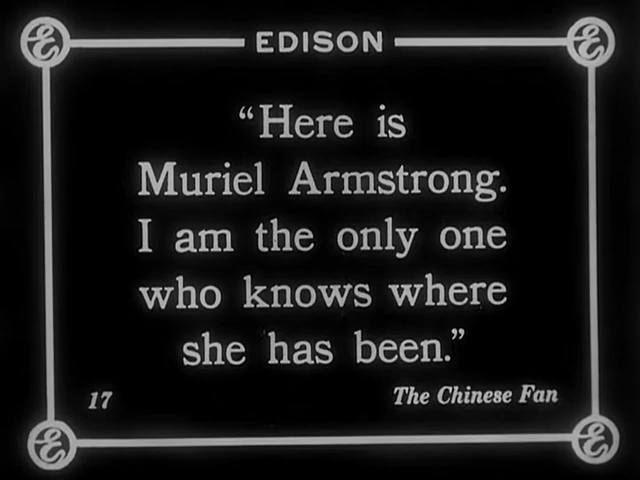 EDISON
“Here is
Muriel Armstrong.
I am the only one
who knows where
she has been.”
17
The Chinese Fan